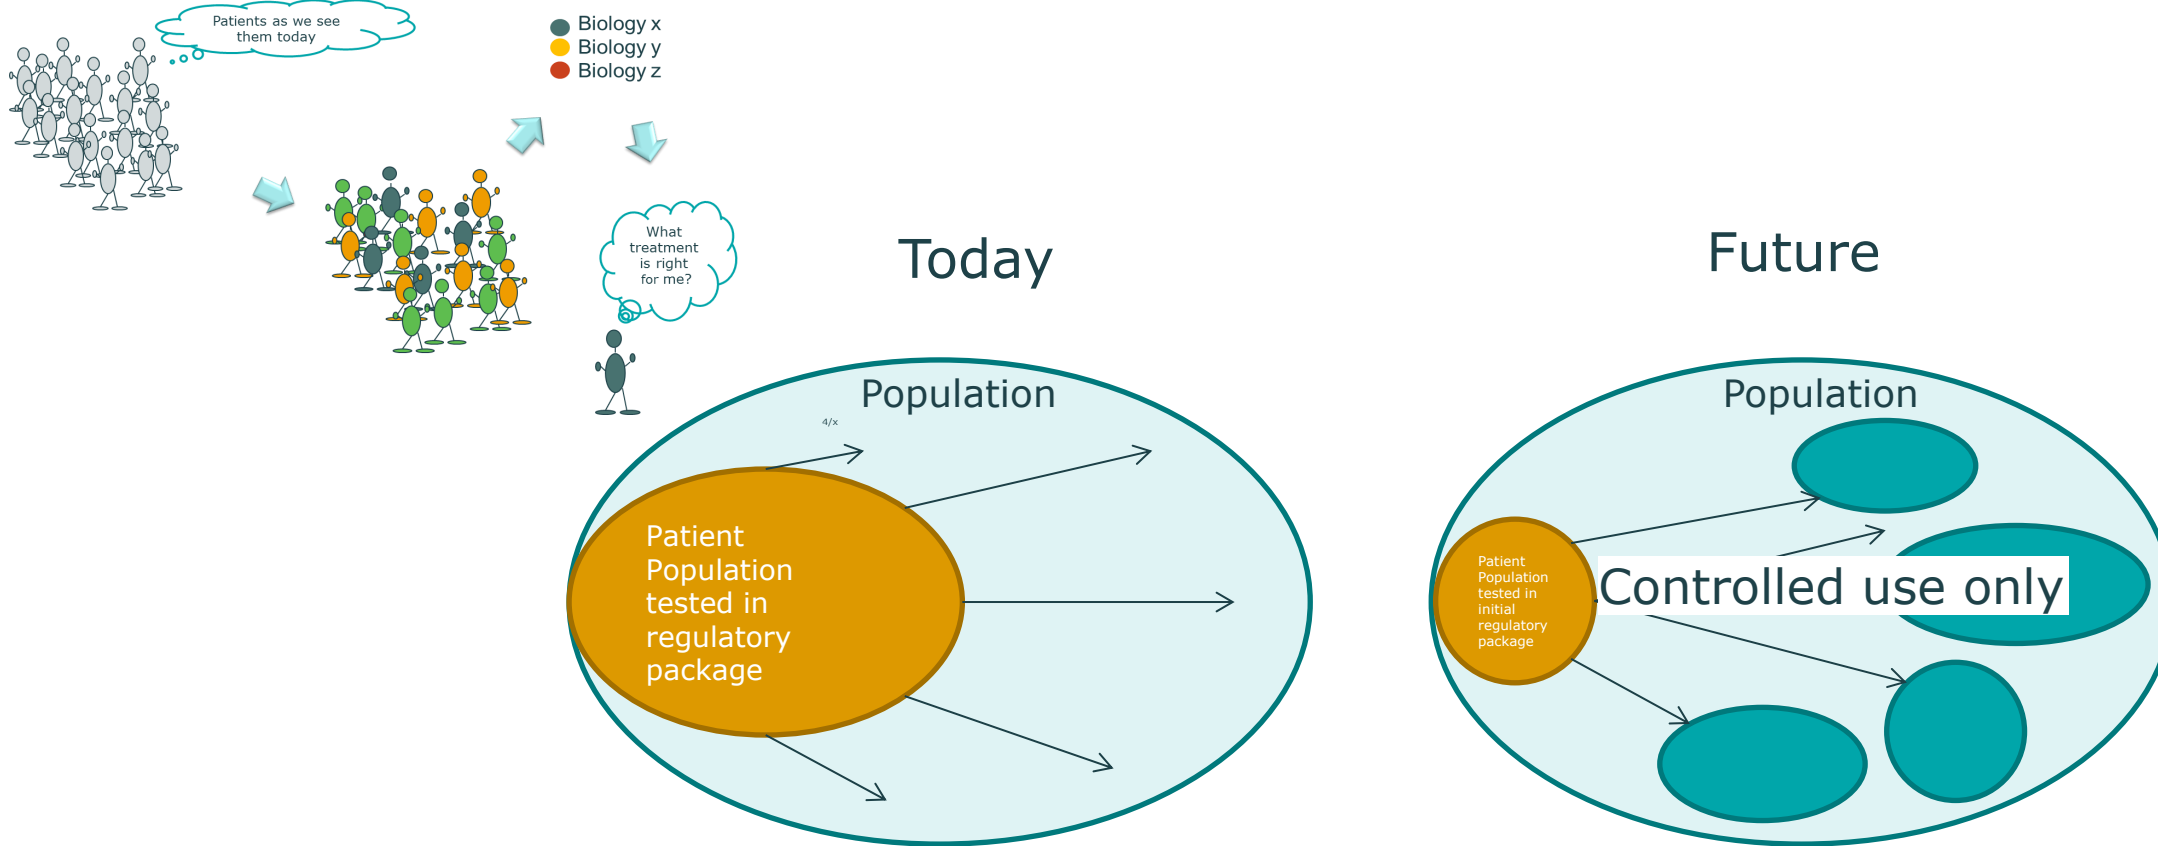 Patients as we see
them today
Biology x
Biology y
Biology z
What
treatment
is right
for me?
Today
Population
4/x
Patient
Population
tested in
regulatory
package
Future
Population
Patient
Population
tested in
initial
regulatory
package
Controlled use only